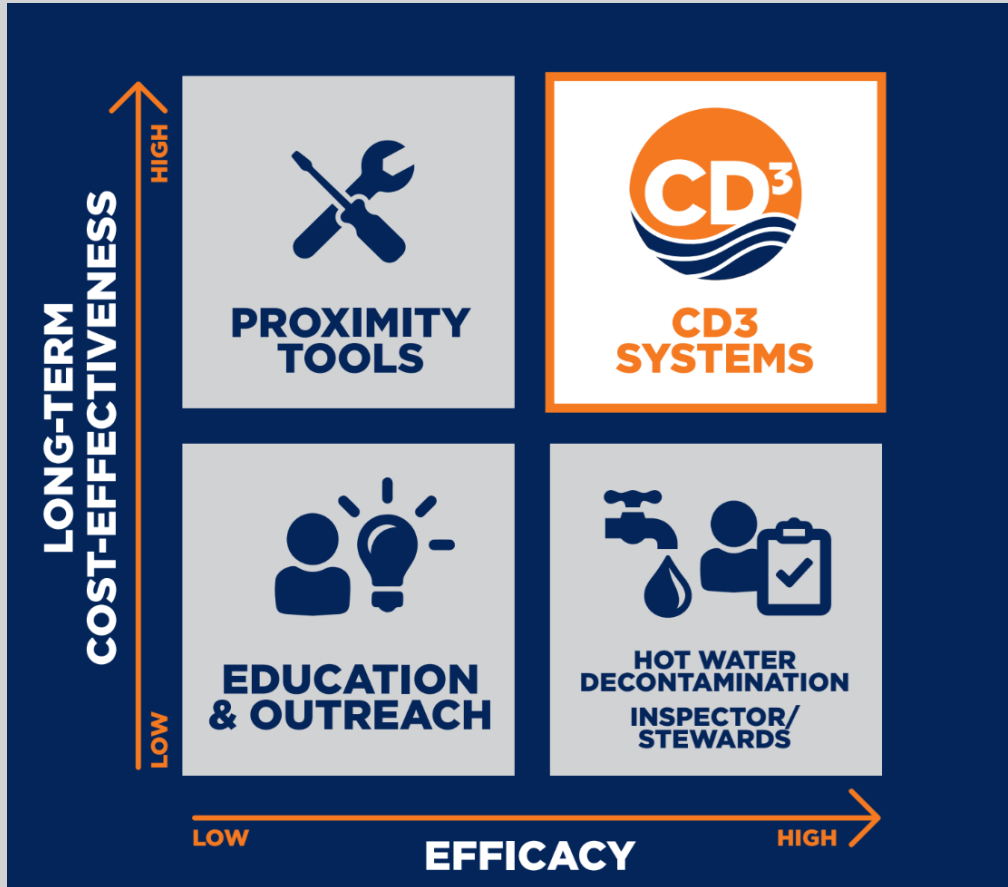 LONG-TERM
COST-EFFECTIVENESS
HIGH
LOW
PROXIMITY
TOOLS
CD³
CD3
SYSTEMS
EDUCATION
& OUTREACH
HOT WATER
DECONTAMINATION
INSPECTOR/
STEWARDS
LOW
HIGH
EFFICACY